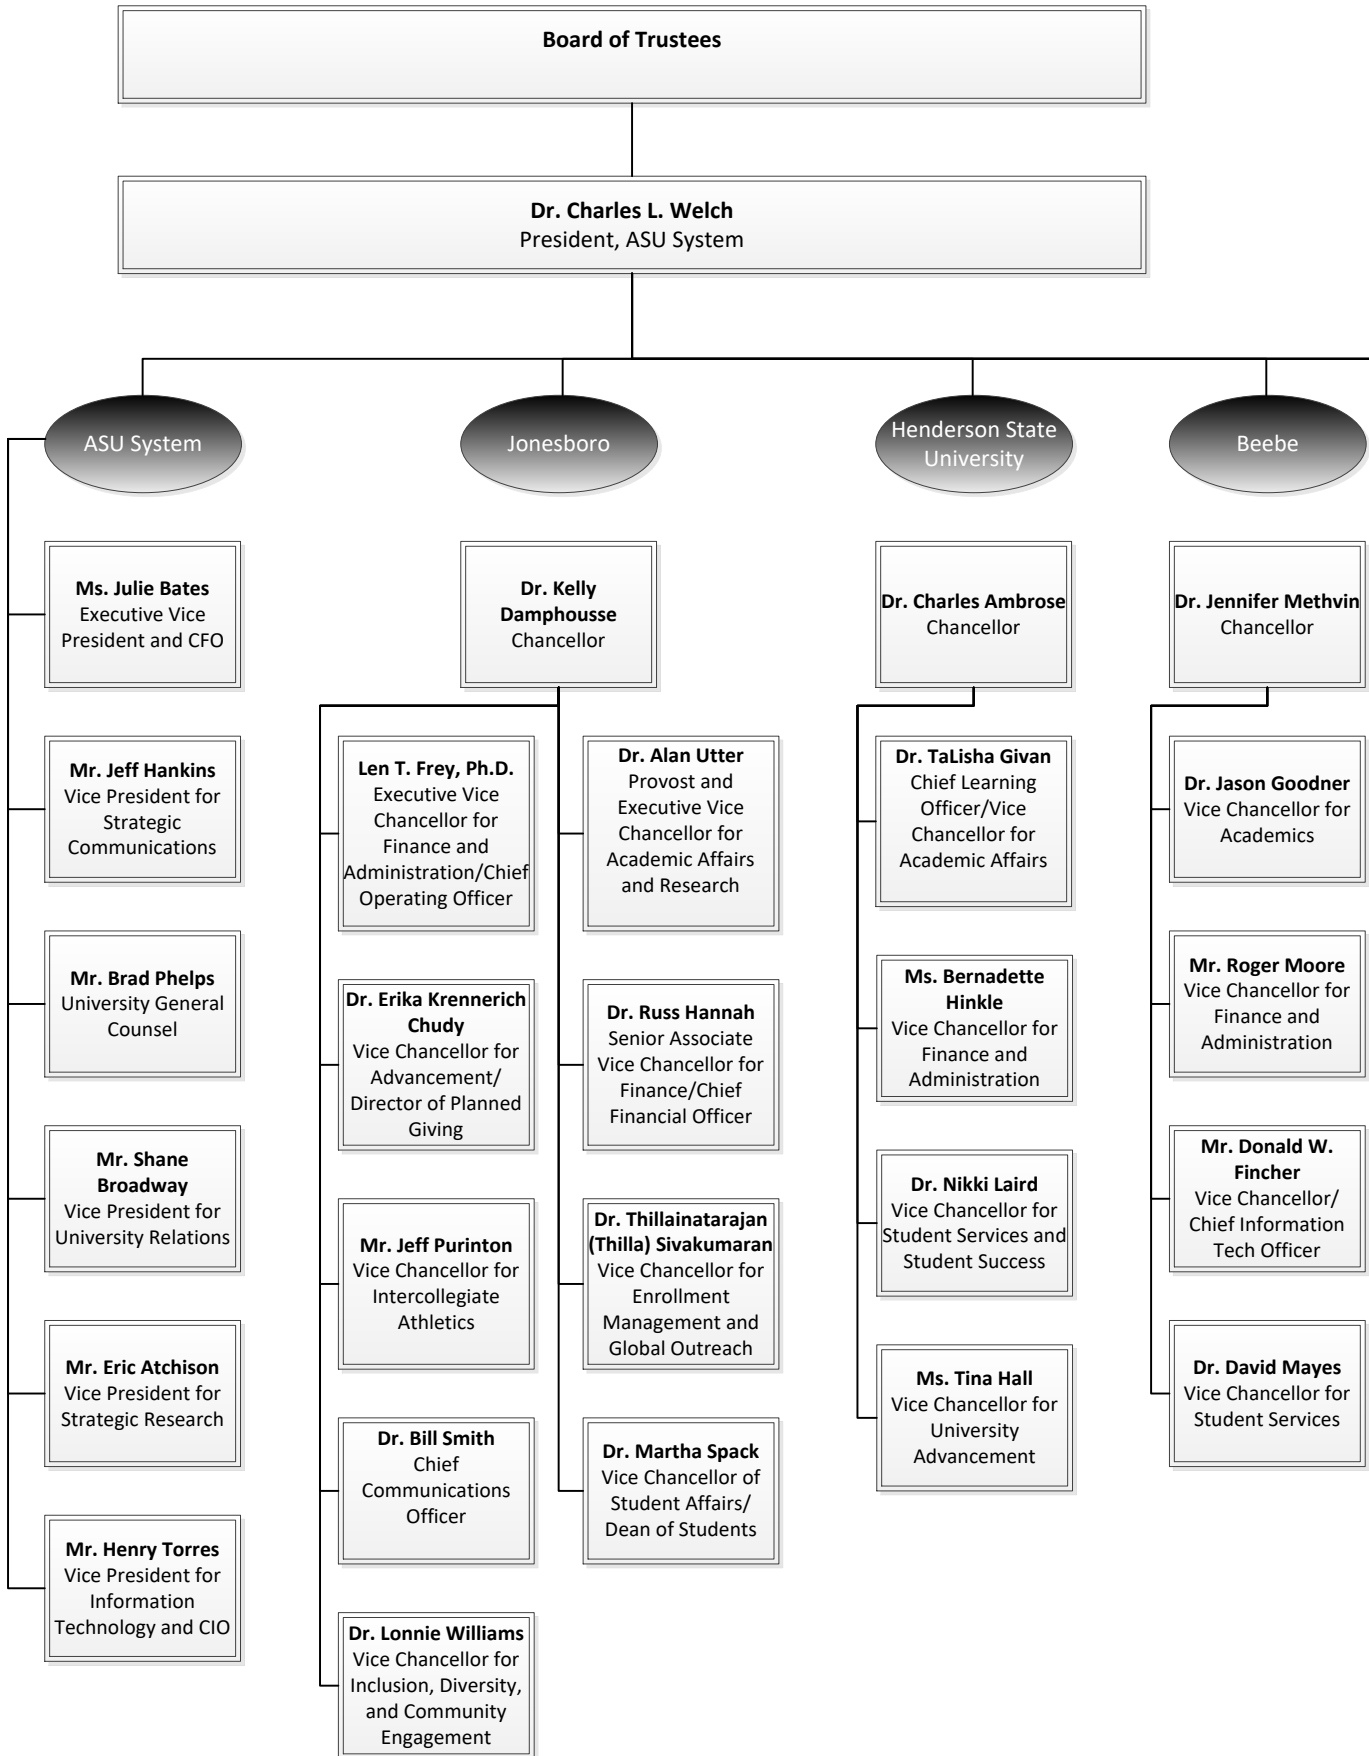 Board of Trustees
Dr. Charles L. Welch
President, ASU System
ASU System
Ms. Julie Bates
Executive Vice
President and CFO
Mr. Jeff Hankins
Vice President for
Strategic
Communications
Mr. Brad Phelps
University General
Counsel
Mr. Shane
Broadway
Vice President for
University Relations
Mr. Eric Atchison
Vice President for
Strategic Research
Mr. Henry Torres
Vice President for
Information
Technology and CIO
Jonesboro
Dr. Kelly
Damphousse
Chancellor
Len T. Frey, Ph.D.
Executive Vice
Chancellor for
Finance and
Administration/Chief
Operating Officer
Dr. Erika Krennerich
Chudy
Vice Chancellor for
Advancement/
Director of Planned
Giving
Mr. Jeff Purinton
Vice Chancellor for
Intercollegiate
Athletics
Dr. Bill Smith
Chief
Communications
Officer
Dr. Lonnie Williams
Vice Chancellor for
Inclusion, Diversity,
and Community
Engagement
Dr. Alan Utter
Provost and
Executive Vice
Chancellor for
Academic Affairs
and Research
Dr. Russ Hannah
Senior Associate
Vice Chancellor for
Finance/Chief
Financial Officer
Dr. Thillainatarajan
(Thilla) Sivakumaran
Vice Chancellor for
Enrollment
Management and
Global Outreach
Dr. Martha Spack
Vice Chancellor of
Student Affairs/
Dean of Students
Henderson State
University
Dr. Charles Ambrose
Chancellor
Dr. TaLisha Givan
Chief Learning
Officer/Vice
Chancellor for
Academic Affairs
Ms. Bernadette
Hinkle
Vice Chancellor for
Finance and
Administration
Dr. Nikki Laird
Vice Chancellor for
Student Services and
Student Success
Ms. Tina Hall
Vice Chancellor for
University
Advancement
Beebe
Dr. Jennifer Methvin
Chancellor
Dr. Jason Goodner
Vice Chancellor for
Academics
Mr. Roger Moore
Vice Chancellor for
Finance and
Administration
Mr. Donald W.
Fincher
Vice Chancellor/
Chief Information
Tech Officer
Dr. David Mayes
Vice Chancellor for
Student Services